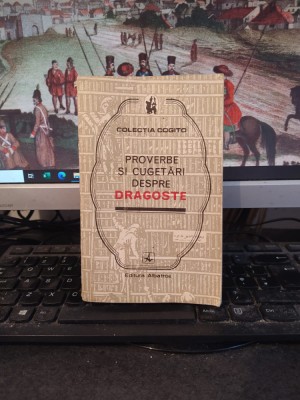 COLECȚIA COGITO
PROVERBE
ȘI CUGETĂRI
DESPRE
DRAGOSTE
Editura Albatros